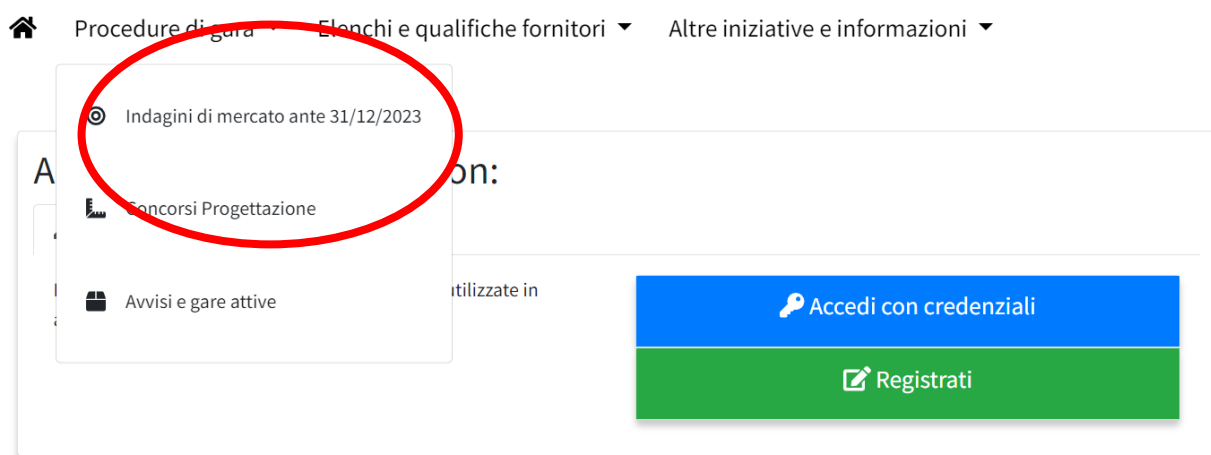 Procedure di gara Elenchi e qualifiche fornitori Altre iniziative e informazioni
Indagini di mercato ante 31/12/2023
A on:
Concorsi Progettazione
utilizzate in
Avvisi e gare attive
Accedi con credenziali
Registrati